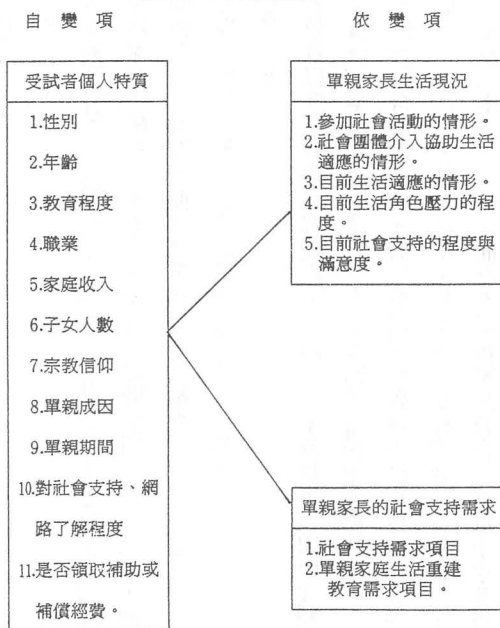 自變項
依變項
受試者個人特質
1.性別
2.年齡
3.教育程度
4.職業
5.家庭收入
6.子女人數
7.宗教信仰
8.單親成因
9.單親期間
10.對社會支持、網
路了解程度
11.是否領取補助或
補償經費。
單親家長生活現況
1.參加社會活動的情形。
2.社會團體介入協助生活
適應的情形。
3.目前生活適應的情形。
4.目前生活角色壓力的程
度。
5.目前社會支持的程度與
滿意度。
單親家長的社會支持需求
1.社會支持需求項目
2.單親家庭生活重建
教育需求項目。